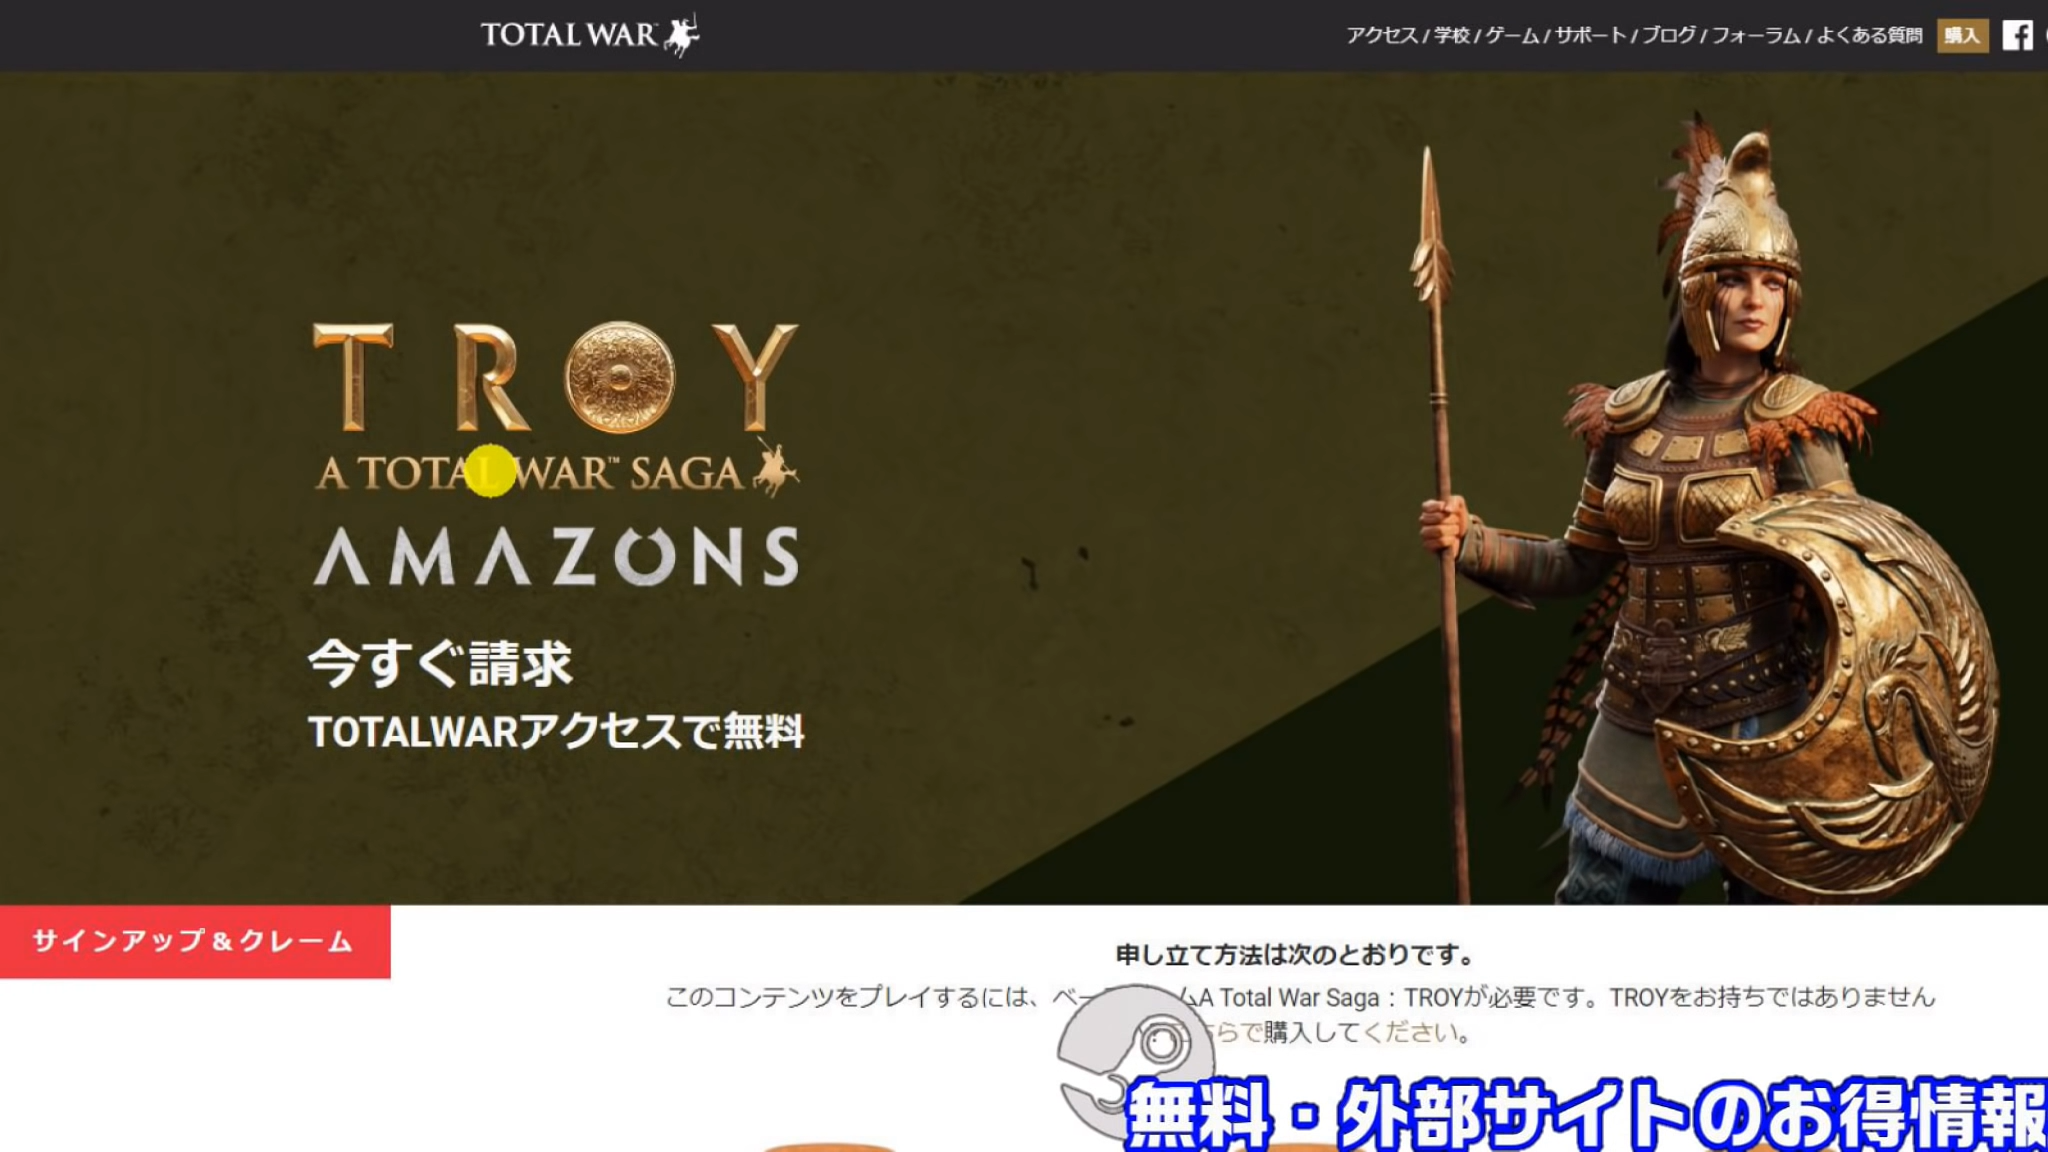 TOTAL WAR
アクセス / 学校 / ゲーム / サポート / ブログ / フォーラム / よくある質問 購入
TROY
A TOTAL WAR™ SAGA
AMAZONS
今すぐ請求
TOTALWARアクセスで無料
サインアップ＆クレーム
申し立て方法は次のとおりです。
このコンテンツをプレイするには、ベー ムA Total War Saga：TROYが必要です。TROYをお持ちではありません
らで購入してください。
無料・外部サイトのお得情報